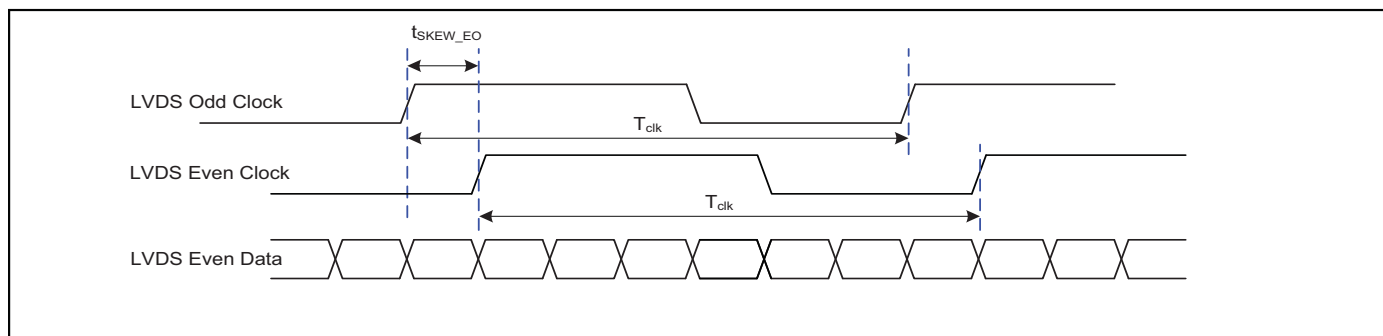 tSKEW_EO
LVDS Odd Clock
Tclk
LVDS Even Clock
Tclk
LVDS Even Data